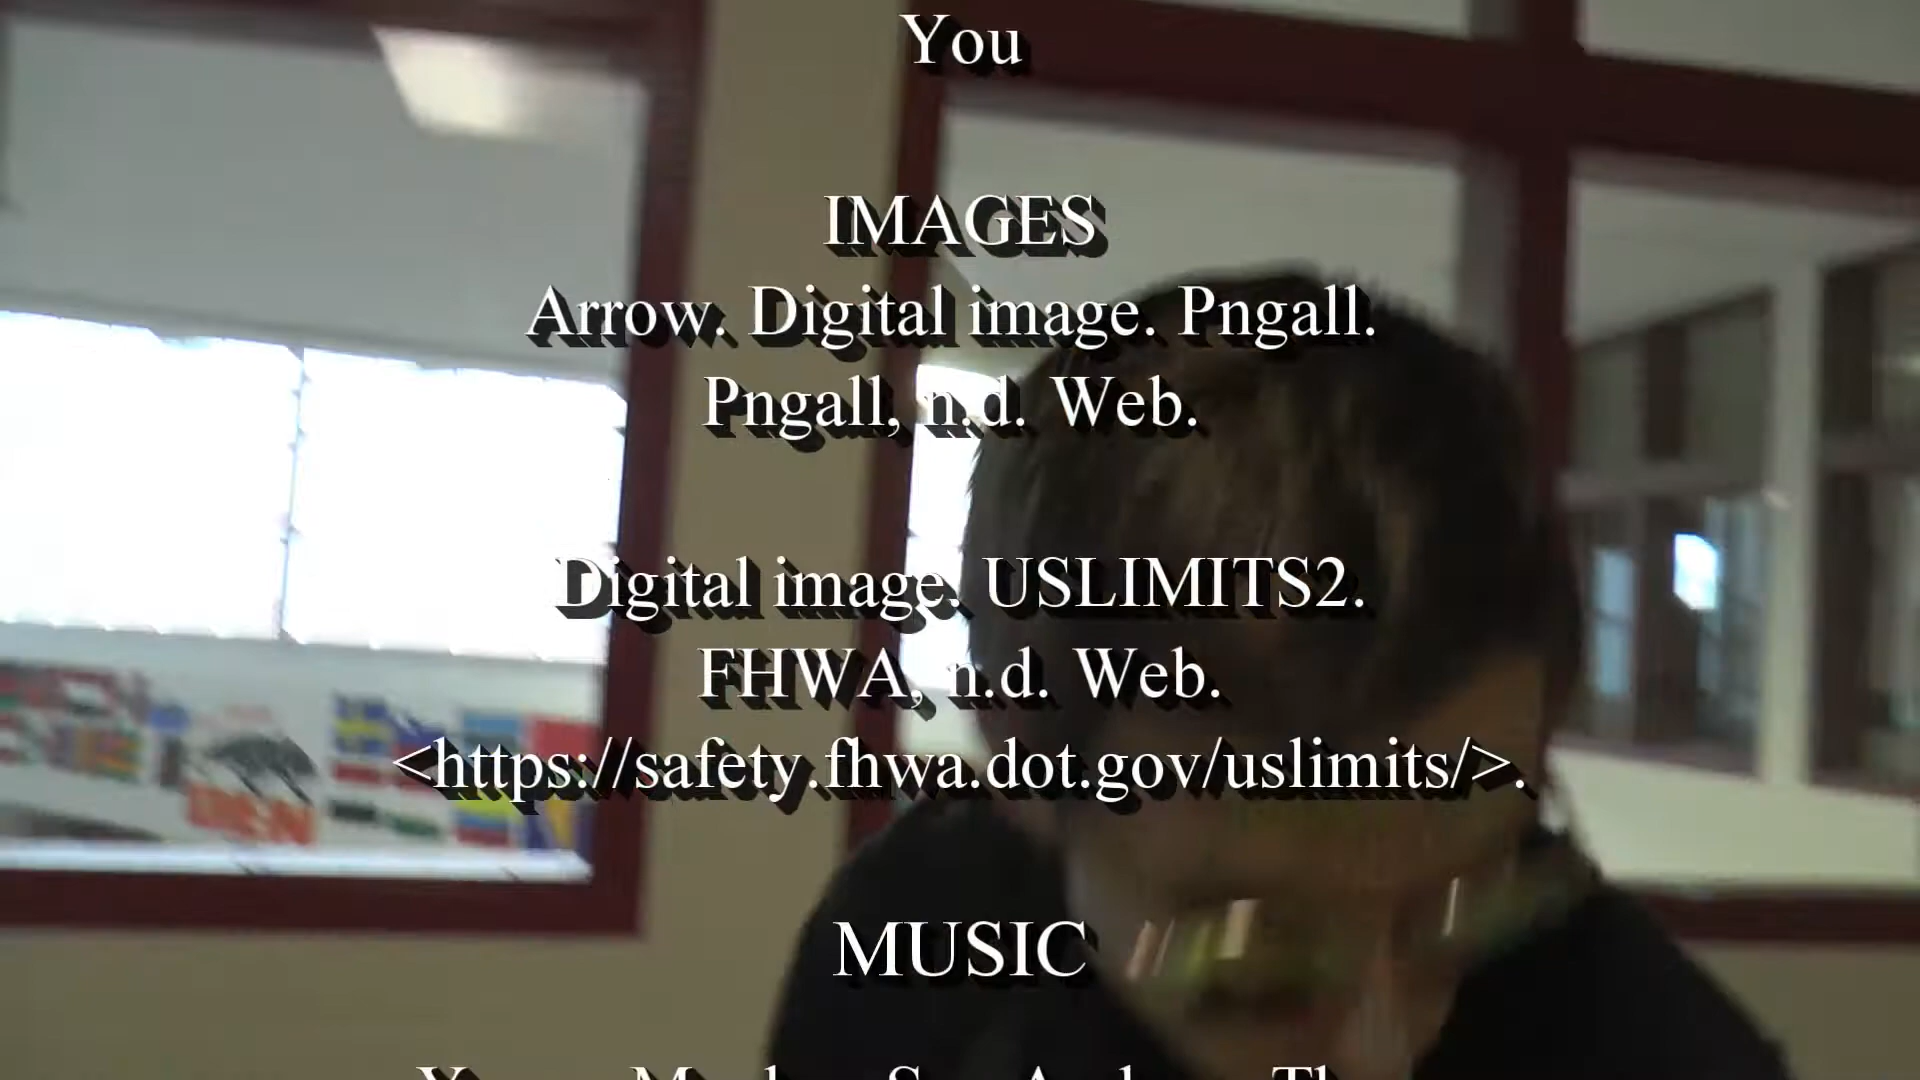 You
IMAGES
Arrow. Digital image. Pngall.
Pngall, n.d. Web.
Digital image. USLIMITS2.
FHWA, n.d. Web.
<https://safety.fhwa.dot.gov/uslimits/>.
MUSIC